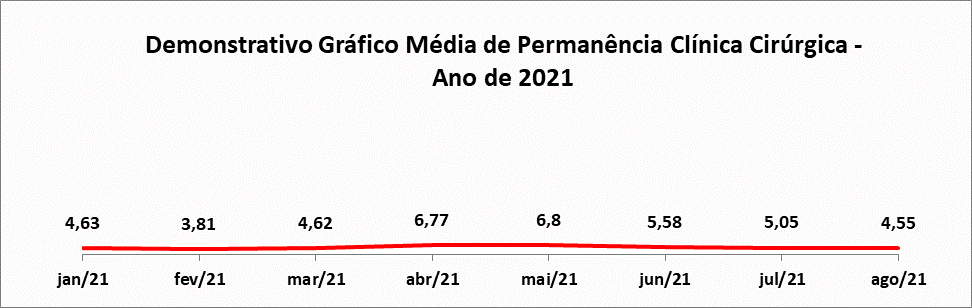 Demonstrativo Gráfico Média de Permanência Clínica Cirúrgica -
Ano de 2021
4,63 3,81 4,62 6,77 6,8 5,58 5,05 4,55
jan/21 fev/21 mar/21 abr/21 mai/21 jun/21 jul/21 ago/21